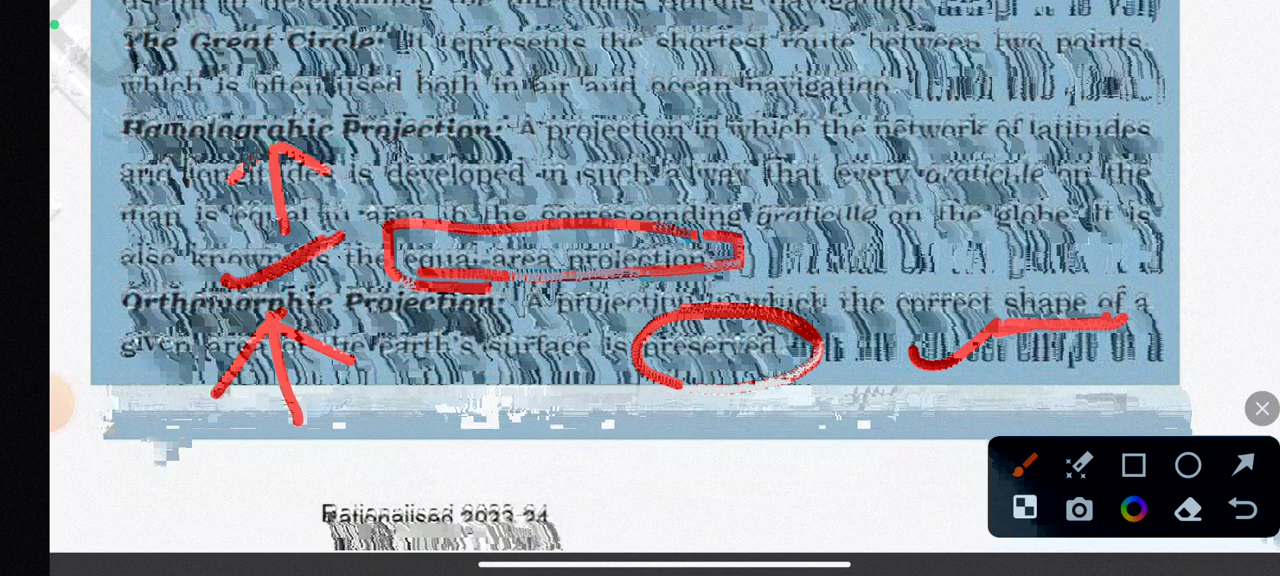 The Great Circle: It represents the shortest route between two points,
which is often used both in air and ocean navigation.
Homolograhic Projection: A projection in which the network of latitudes
and longitudes is developed in such a way that every graticule on the
map is equal in area to the corresponding graticule on the globe. It is
also known as the equal-area projection.
Orthomorphic Projection: A projection in which the correct shape of a
given area of the earth's surface is preserved.
Rationalised 2023-24